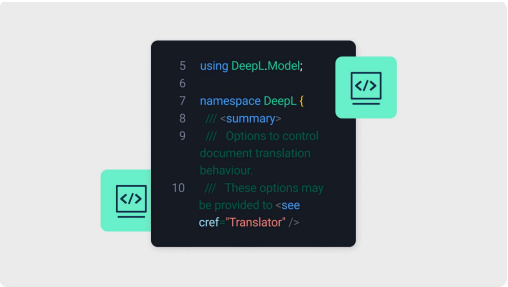 5 using DeepL.Model;
6
7 namespace DeepL {
8 /// <summary>
9 /// Options to control
document translation
behaviour.
10 /// These options may
be provided to <see
cref="Translator" />
</>
</>